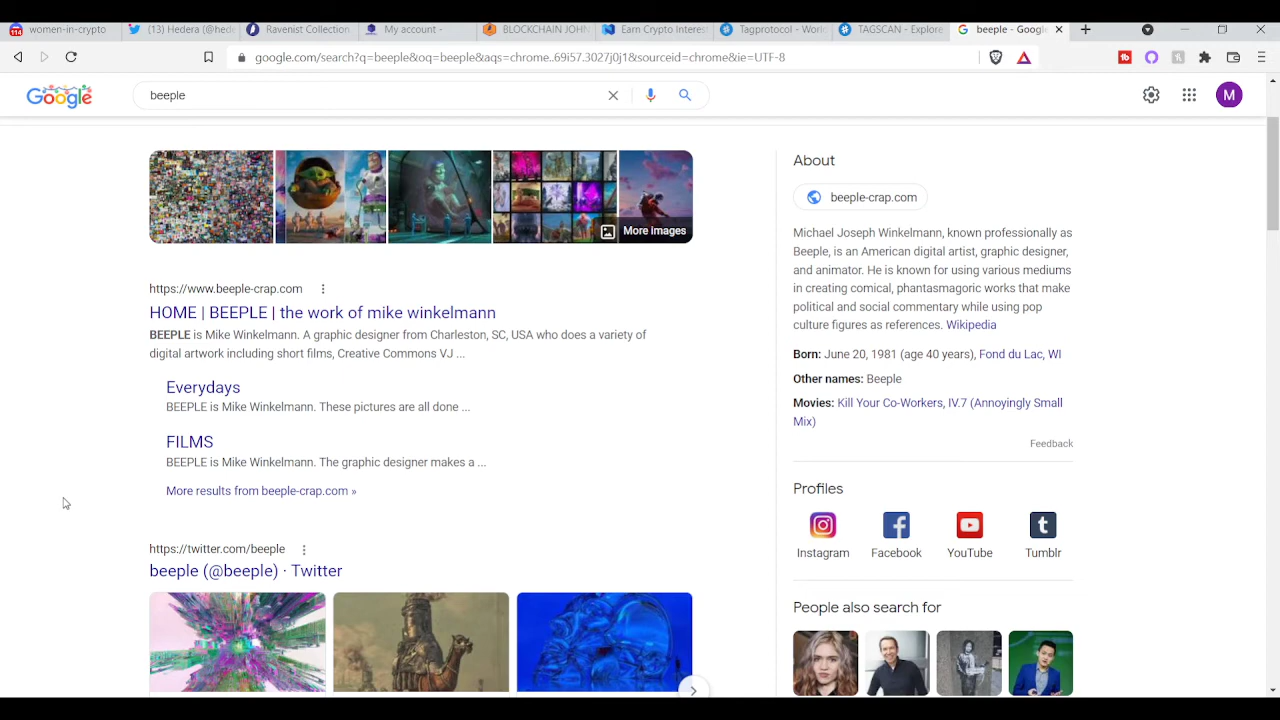 114
women-in-crypto
(13) Hedera (@hede
Ravenist Collection
My account -
BLOCKCHAIN JOHN
Earn Crypto Interest
Tagprotocol - World
TAGSCAN - Explore
beeple - Google
google.com/search?q=beeple&oq=beeple&aqs=chrome..69i57.3027j0j1&sourceid=chrome&ie=UTF-8
Google
beeple
M
More images
About
beeple-crap.com
Michael Joseph Winkelmann, known professionally as
Beeple, is an American digital artist, graphic designer,
and animator. He is known for using various mediums
in creating comical, phantasmagoric works that make
political and social commentary while using pop
culture figures as references. Wikipedia
Born: June 20, 1981 (age 40 years), Fond du Lac, WI
Other names: Beeple
Movies: Kill Your Co-Workers, IV.7 (Annoyingly Small
Mix)
Feedback
https://www.beeple-crap.com
HOME | BEEPLE | the work of mike winkelmann
BEEPLE is Mike Winkelmann. A graphic designer from Charleston, SC, USA who does a variety of
digital artwork including short films, Creative Commons VJ ...
Everydays
BEEPLE is Mike Winkelmann. These pictures are all done ...
FILMS
BEEPLE is Mike Winkelmann. The graphic designer makes a ...
More results from beeple-crap.com »
Profiles
Instagram
Facebook
YouTube
Tumblr
https://twitter.com/beeple
beeple (@beeple) · Twitter
People also search for